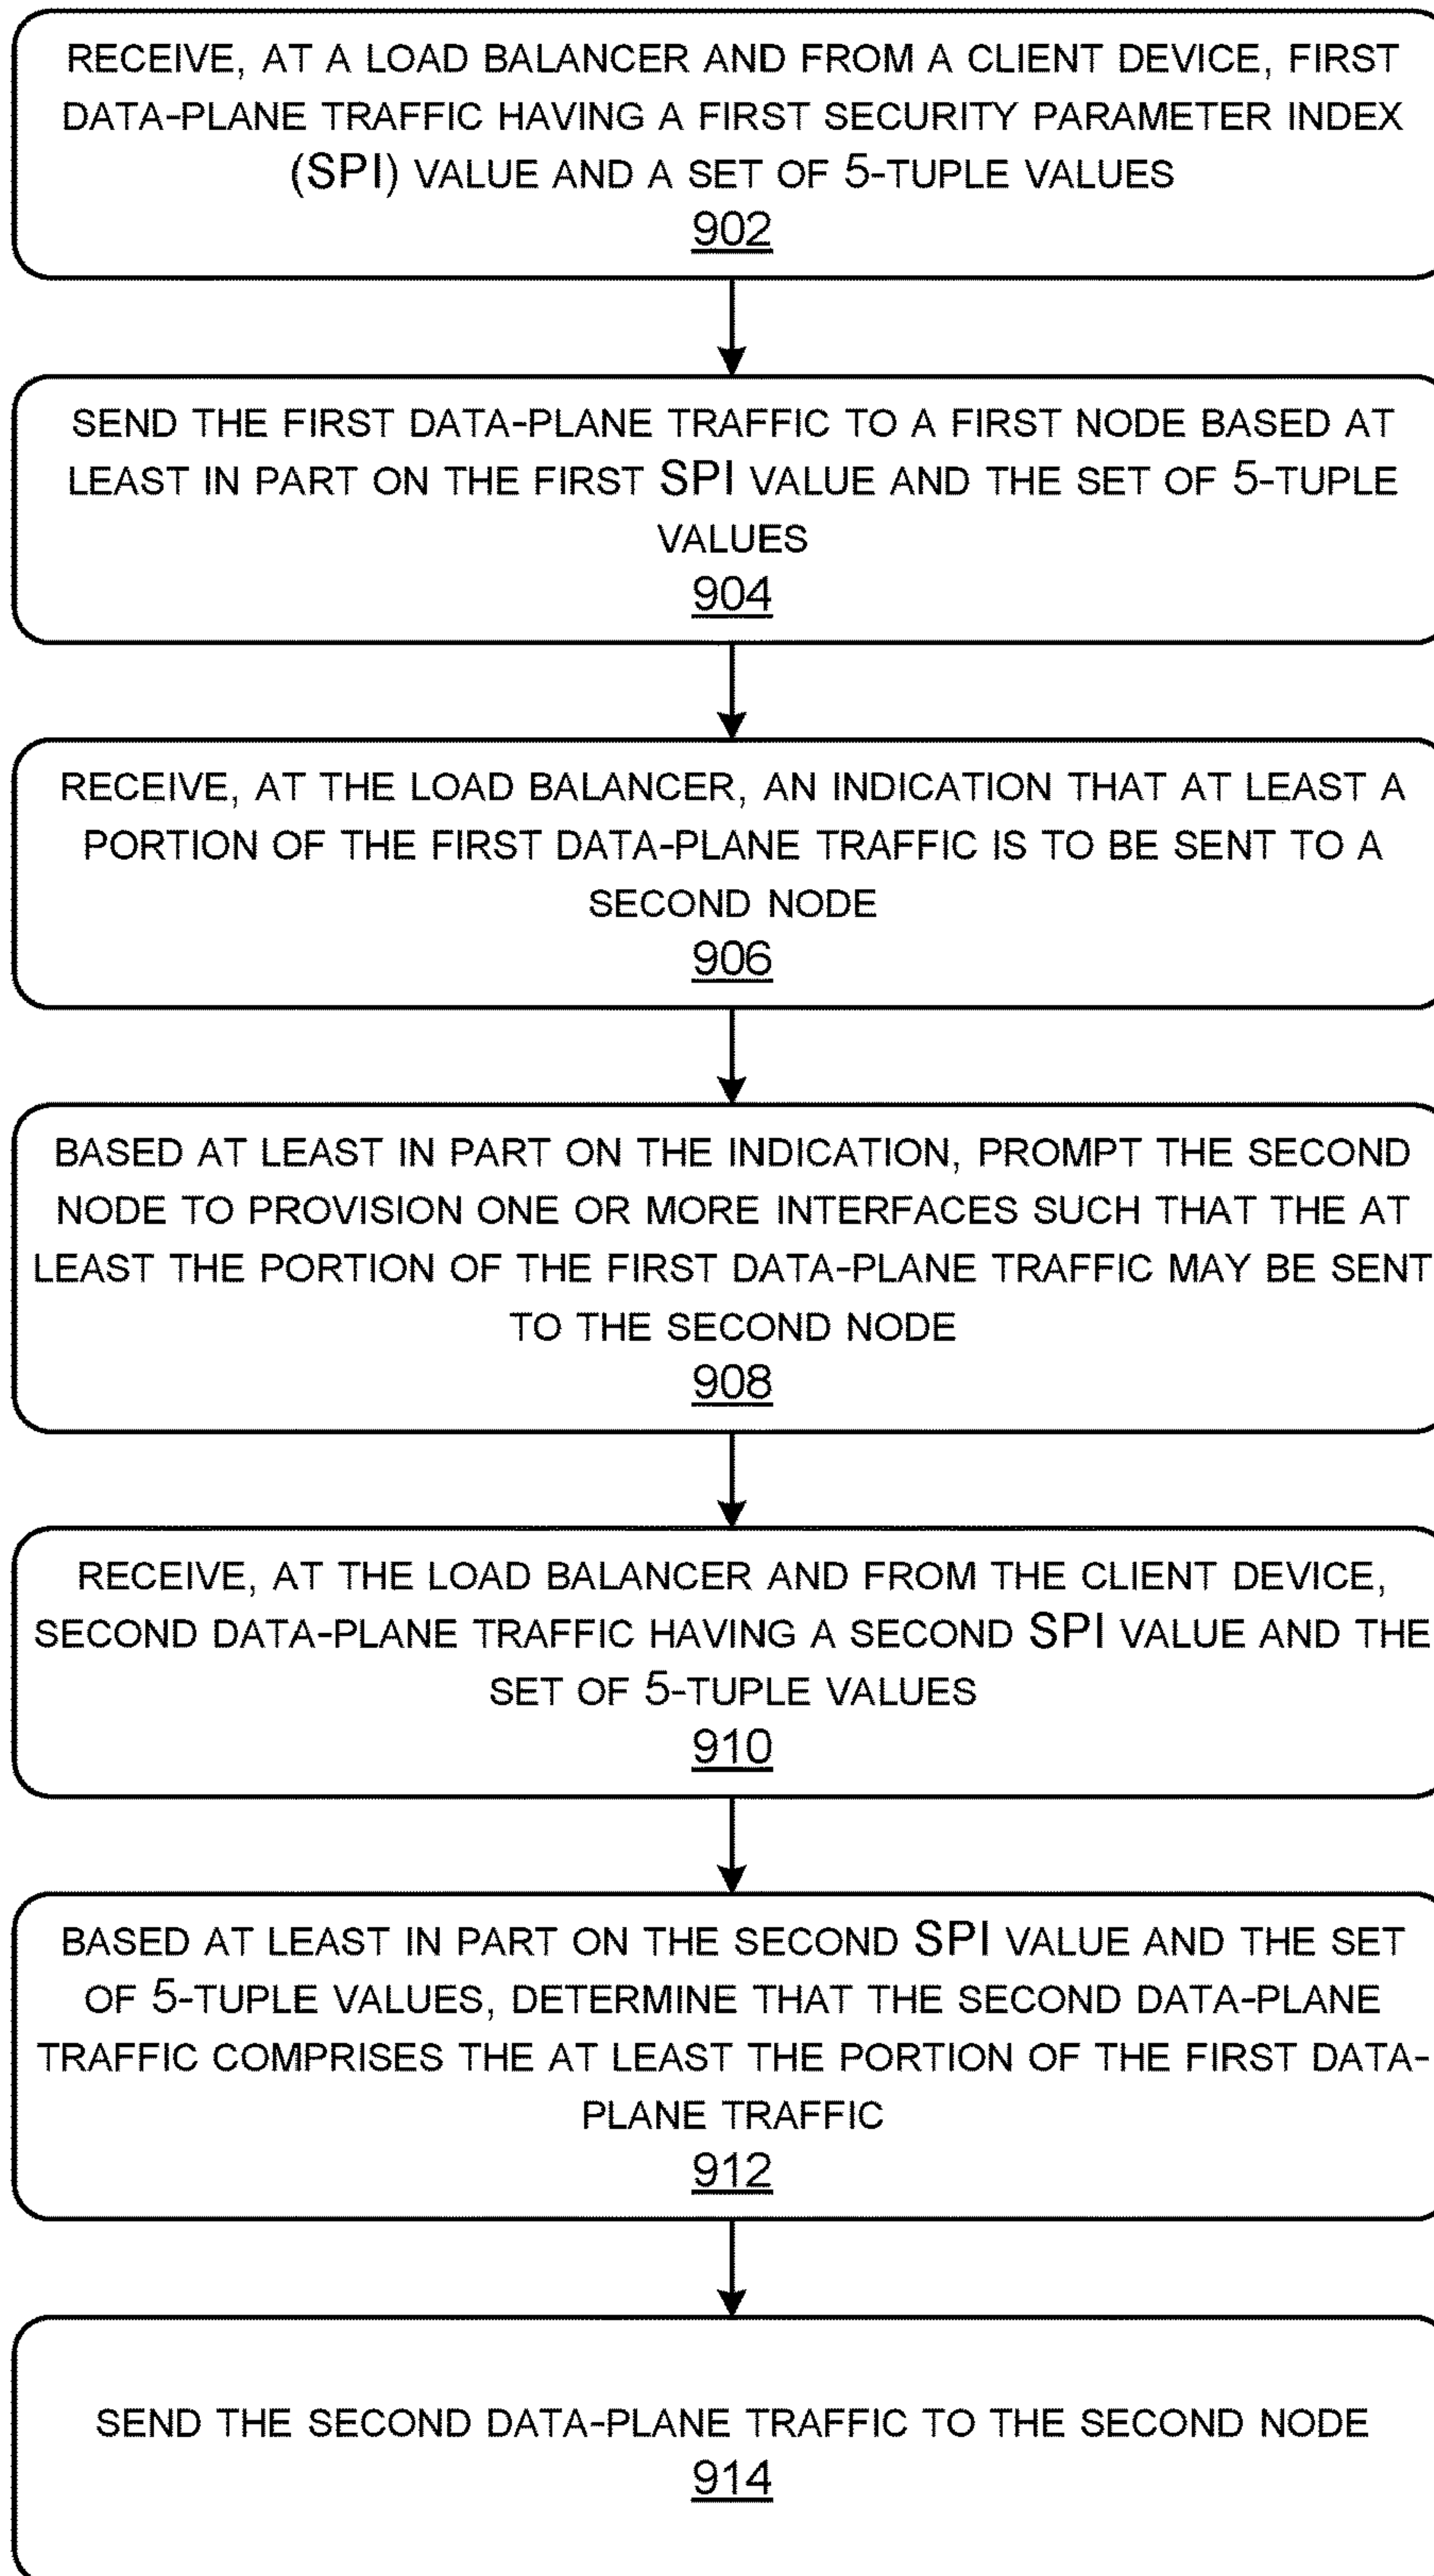 RECEIVE, AT A LOAD BALANCER AND FROM A CLIENT DEVICE, FIRST
DATA-PLANE TRAFFIC HAVING A FIRST SECURITY PARAMETER INDEX
(SPI) VALUE AND A SET OF 5-TUPLE VALUES
902
SEND THE FIRST DATA-PLANE TRAFFIC TO A FIRST NODE BASED AT
LEAST IN PART ON THE FIRST SPI VALUE AND THE SET OF 5-TUPLE
VALUES
904
RECEIVE, AT THE LOAD BALANCER, AN INDICATION THAT AT LEAST A
PORTION OF THE FIRST DATA-PLANE TRAFFIC IS TO BE SENT TO A
SECOND NODE
906
BASED AT LEAST IN PART ON THE INDICATION, PROMPT THE SECOND
NODE TO PROVISION ONE OR MORE INTERFACES SUCH THAT THE AT
LEAST THE PORTION OF THE FIRST DATA-PLANE TRAFFIC MAY BE SENT
TO THE SECOND NODE
908
RECEIVE, AT THE LOAD BALANCER AND FROM THE CLIENT DEVICE,
SECOND DATA-PLANE TRAFFIC HAVING A SECOND SPI VALUE AND THE
SET OF 5-TUPLE VALUES
910
BASED AT LEAST IN PART ON THE SECOND SPI VALUE AND THE SET
OF 5-TUPLE VALUES, DETERMINE THAT THE SECOND DATA-PLANE
TRAFFIC COMPRISES THE AT LEAST THE PORTION OF THE FIRST DATA-
PLANE TRAFFIC
912
SEND THE SECOND DATA-PLANE TRAFFIC TO THE SECOND NODE
914